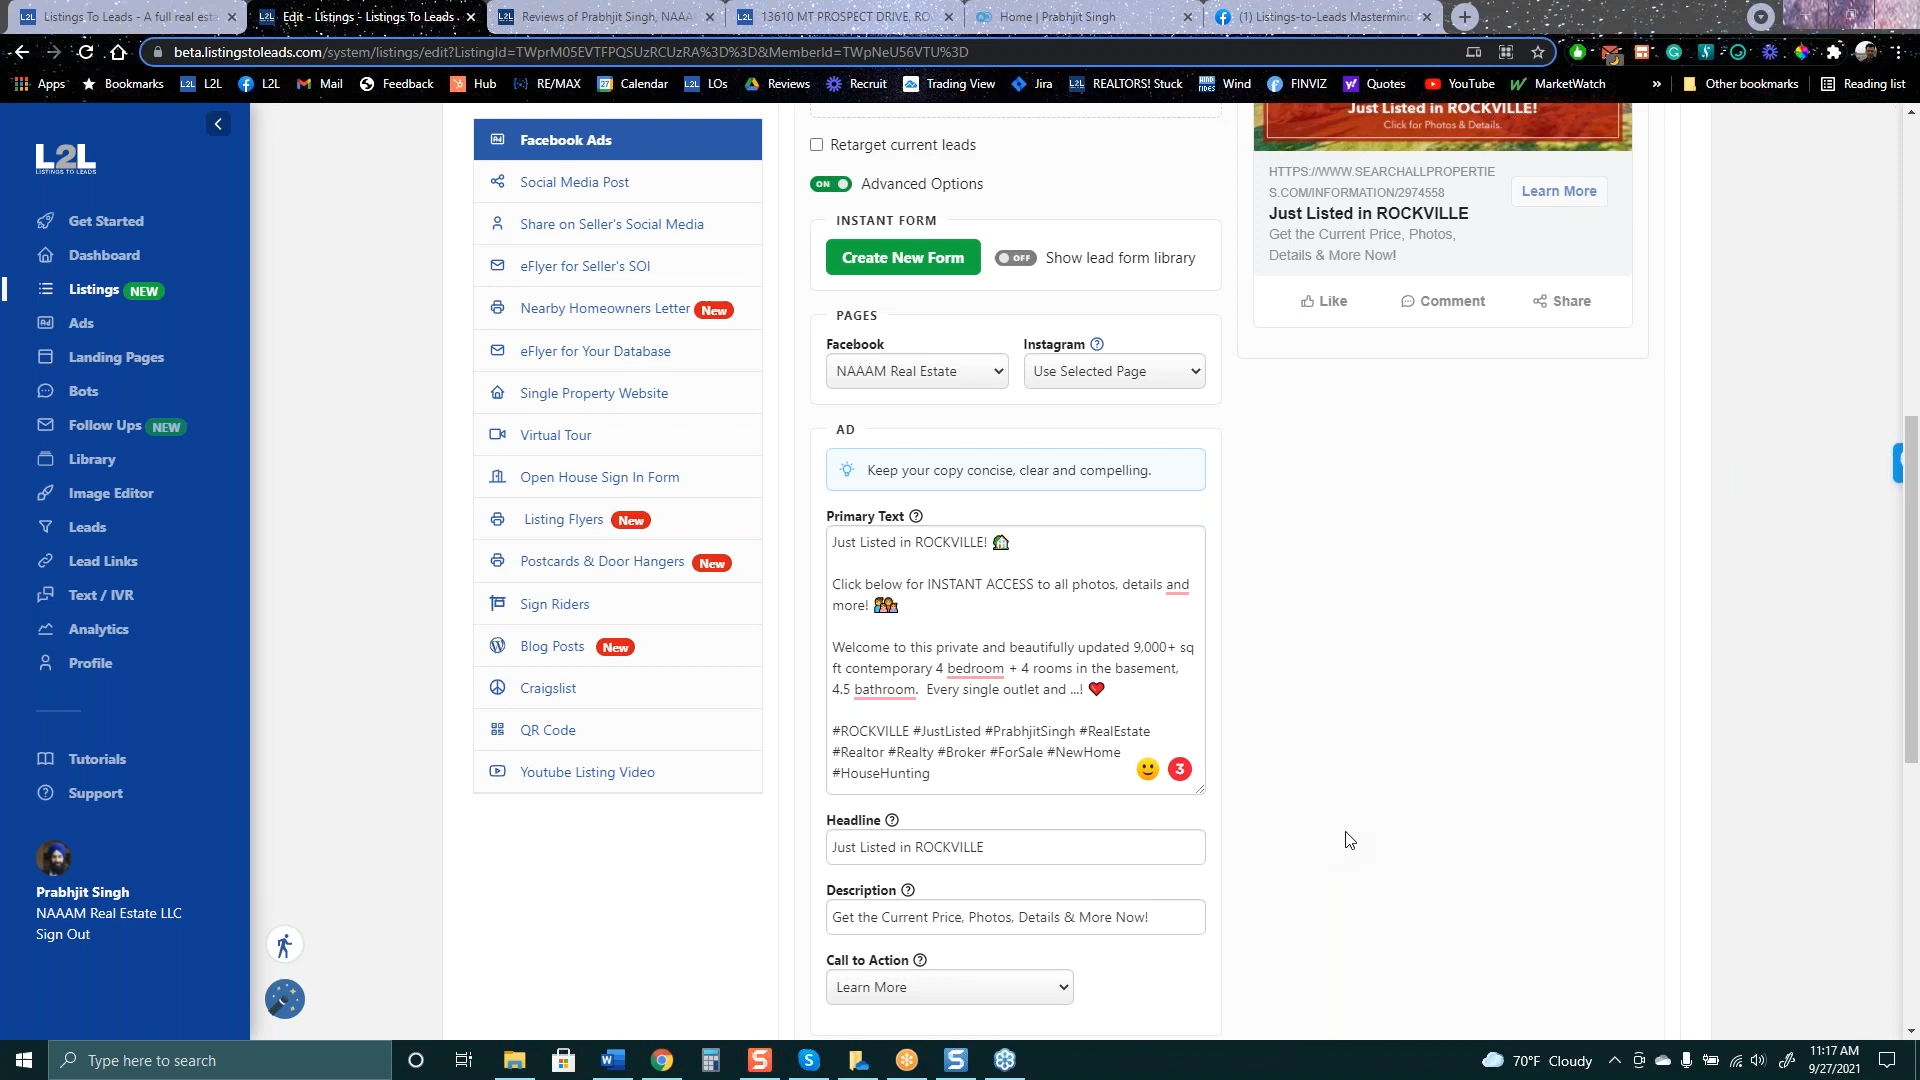 Listings To Leads - A full real est
Edit - Listings - Listings To Leads
Reviews of Prabhjit Singh, NAAA
13610 MT PROSPECT DRIVE, RO
Home | Prabhjit Singh
(1) Listings-to-Leads Mastermind
beta.listingstoleads.com/system/listings/edit?ListingId=TWprM05EVTFPQSUzRCUzRA%3D%3D&MemberId=TWpNeU56VTU%3D
Apps Bookmarks L2L L2L Mail Feedback Hub RE/MAX Calendar LOs Reviews Recruit Trading View Jira REALTORS! Stuck Wind FINVIZ Quotes YouTube MarketWatch » Other bookmarks Reading list
L2L
LISTINGS TO LEADS
Get Started
Dashboard
Listings NEW
Ads
Landing Pages
Bots
Follow Ups NEW
Library
Image Editor
Leads
Lead Links
Text / IVR
Analytics
Profile
Tutorials
Support
Prabhjit Singh
NAAAM Real Estate LLC
Sign Out
Facebook Ads
Social Media Post
Share on Seller's Social Media
eFlyer for Seller's SOI
Nearby Homeowners Letter New
eFlyer for Your Database
Single Property Website
Virtual Tour
Open House Sign In Form
Listing Flyers New
Postcards & Door Hangers New
Sign Riders
Blog Posts New
Craigslist
QR Code
Youtube Listing Video
Retarget current leads
ON Advanced Options
INSTANT FORM
Create New Form OFF Show lead form library
PAGES
Facebook Instagram
NAAAM Real Estate Use Selected Page
AD
Keep your copy concise, clear and compelling.
Primary Text
Just Listed in ROCKVILLE! 🏡
Click below for INSTANT ACCESS to all photos, details and
more! 👨‍👩‍👧
Welcome to this private and beautifully updated 9,000+ sq
ft contemporary 4 bedroom + 4 rooms in the basement,
4.5 bathroom.  Every single outlet and ...! ❤️
#ROCKVILLE #JustListed #PrabhjitSingh #RealEstate
#Realtor #Realty #Broker #ForSale #NewHome
#HouseHunting
3
Headline
Just Listed in ROCKVILLE
Description
Get the Current Price, Photos, Details & More Now!
Call to Action
Learn More
Just Listed in ROCKVILLE!
Click for Photos & Details.
HTTPS://WWW.SEARCHALLPROPERTIE
S.COM/INFORMATION/2974558
Learn More
Just Listed in ROCKVILLE
Get the Current Price, Photos,
Details & More Now!
Like Comment Share
Type here to search
70°F Cloudy
11:17 AM
9/27/2021